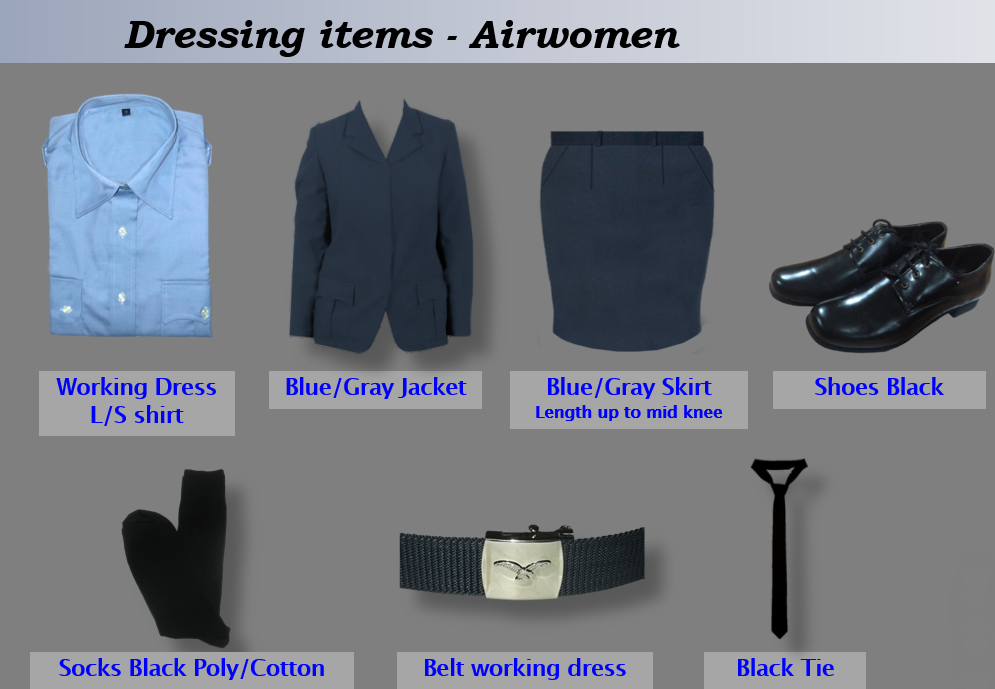 Dressing items - Airwomen
Working Dress
L/S shirt
Blue/Gray Jacket
Blue/Gray Skirt
Length up to mid knee
Shoes Black
Socks Black Poly/Cotton
Belt working dress
Black Tie